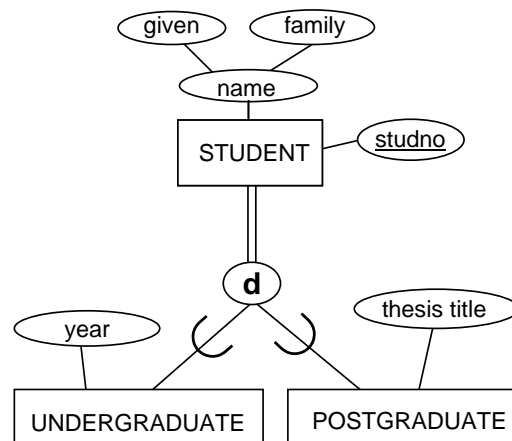 given family
name
STUDENT
studno
d
thesis title
year
UNDERGRADUATE
POSTGRADUATE